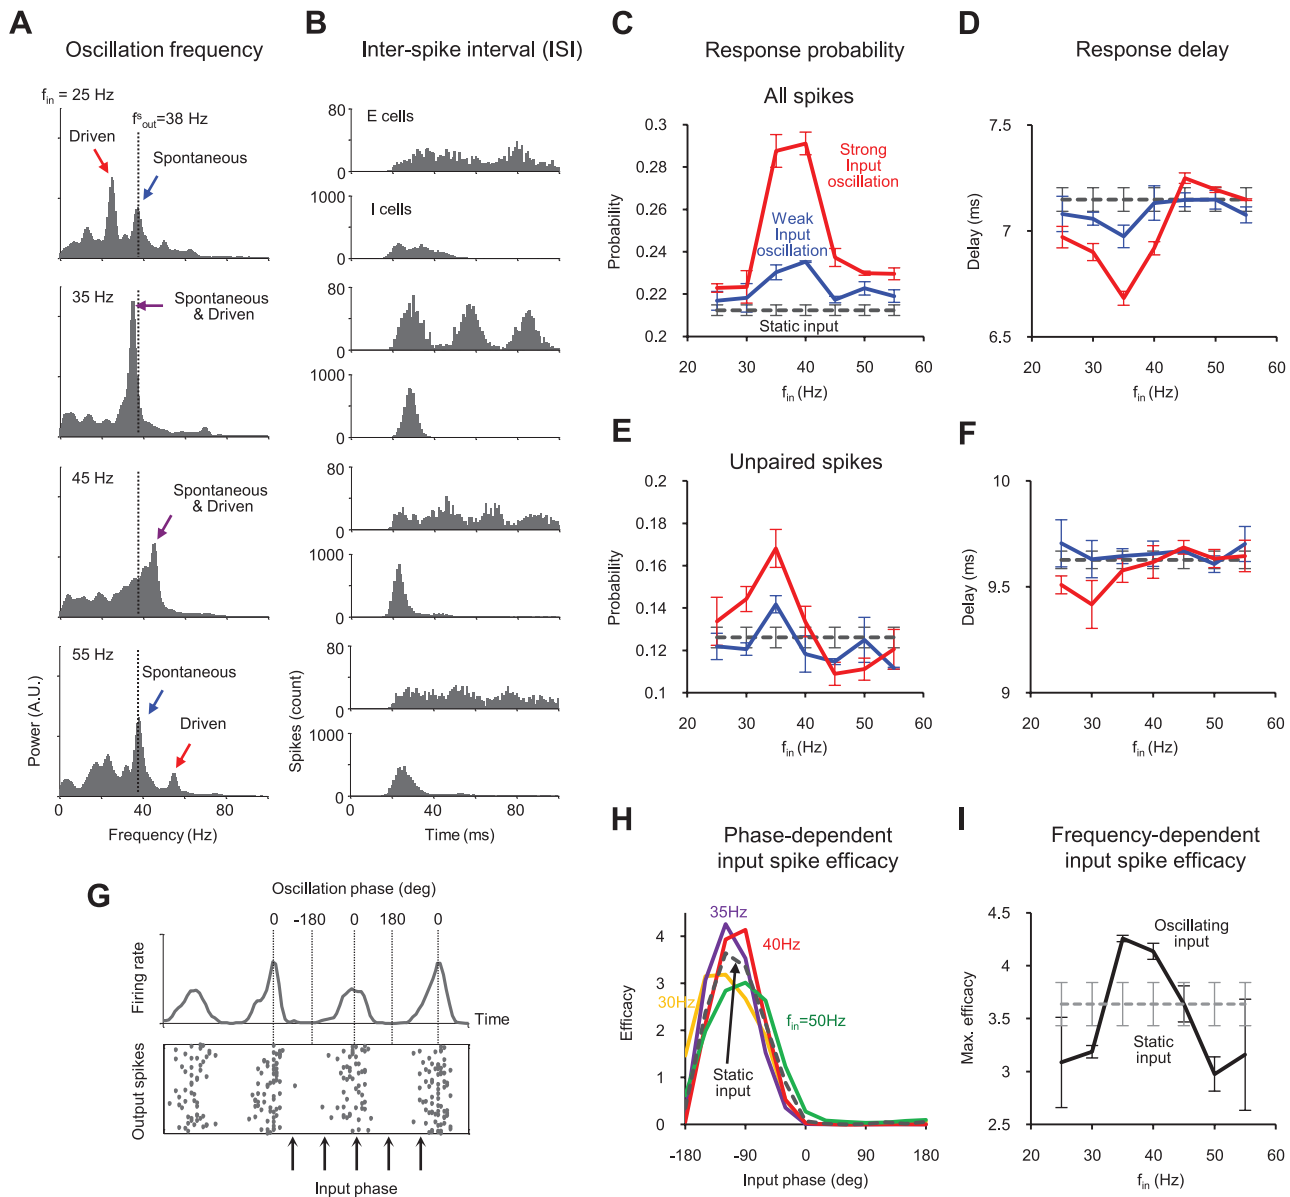 A
Oscillation frequency
f_in = 25 Hz
f^s_out=38 Hz
Driven
Spontaneous
35 Hz
Spontaneous
& Driven
45 Hz
Spontaneous
& Driven
55 Hz
Spontaneous
Driven
Power (A.U.)
0 40 80
Frequency (Hz)
B
Inter-spike interval (ISI)
80
E cells
0
1000
I cells
0
80
0
1000
0
80
0
1000
0
80
0
1000
0
Spikes (count)
0 40 80
Time (ms)
C
Response probability
All spikes
0.3
0.28
0.26
0.24
0.22
0.2
Probability
Strong
Input
oscillation
Weak
Input
oscillation
Static input
20 30 40 50 60
f_in (Hz)
D
Response delay
7.5
7
6.5
Delay (ms)
20 30 40 50 60
f_in (Hz)
E
Unpaired spikes
0.2
0.18
0.16
0.14
0.12
0.1
Probability
20 30 40 50 60
f_in (Hz)
F
10
9.5
9
Delay (ms)
20 30 40 50 60
f_in (Hz)
G
Oscillation phase (deg)
0 -180 0 180 0
Firing rate
Time
Output spikes
Input phase
H
Phase-dependent
input spike efficacy
4
3
2
1
0
Efficacy
35Hz
40Hz
30Hz
f_in=50Hz
Static
input
-180 -90 0 90 180
Input phase (deg)
I
Frequency-dependent
input spike efficacy
4.5
4
3.5
3
2.5
Max. efficacy
Oscillating
input
Static
input
20 30 40 50 60
f_in (Hz)